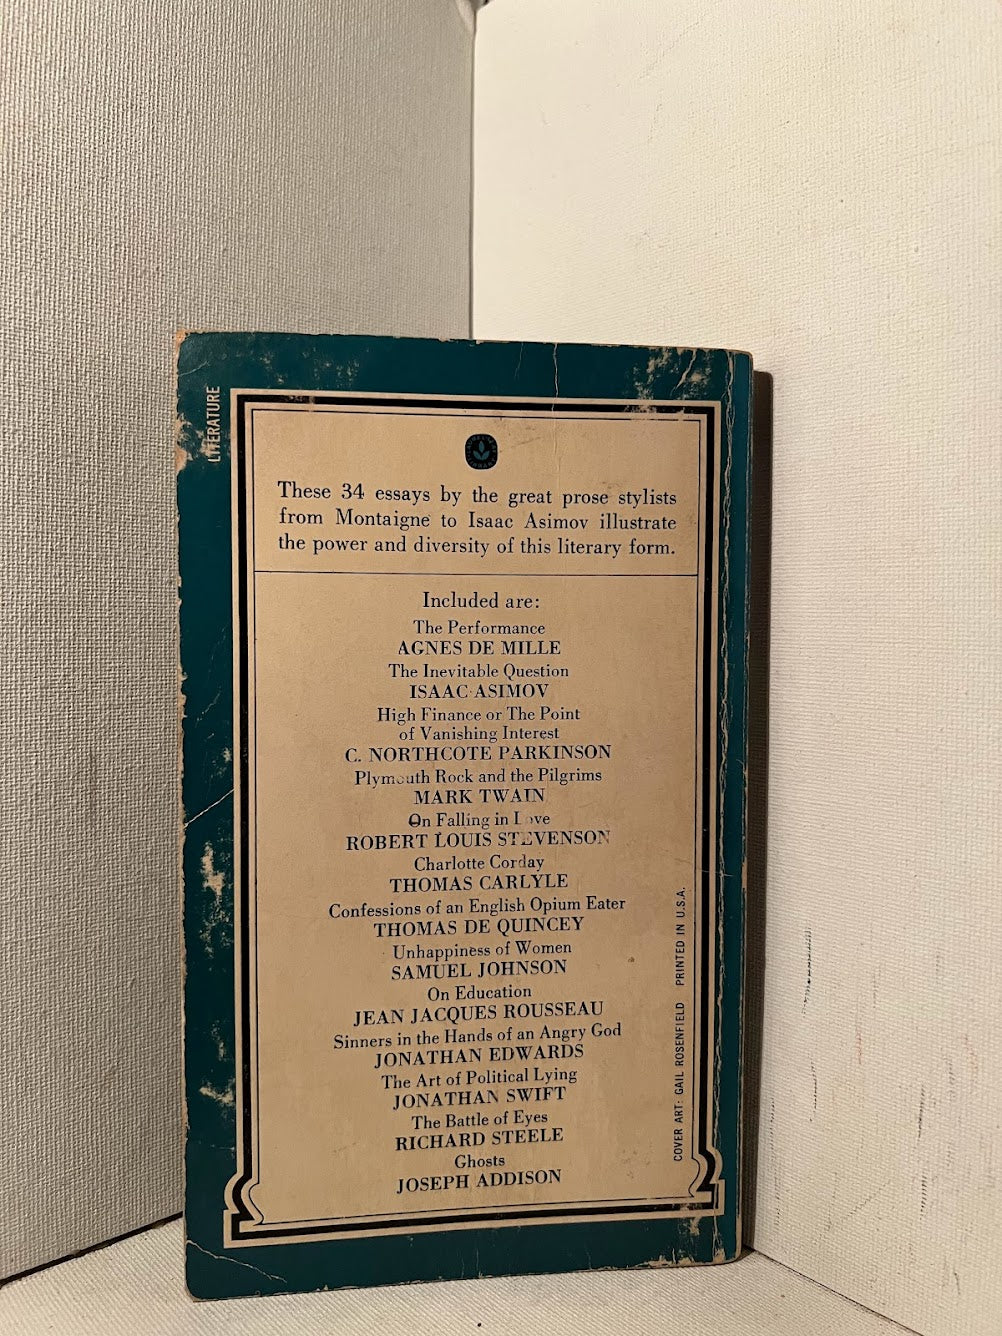 LITERATURE
These 34 essays by the great prose stylists
from Montaigne to Isaac Asimov illustrate
the power and diversity of this literary form.
Included are:
The Performance
AGNES DE MILLE
The Inevitable Question
ISAAC ASIMOV
High Finance or The Point
of Vanishing Interest
C. NORTHCOTE PARKINSON
Plymouth Rock and the Pilgrims
MARK TWAIN
On Falling in Love
ROBERT LOUIS STEVENSON
Charlotte Corday
THOMAS CARLYLE
Confessions of an English Opium Eater
THOMAS DE QUINCEY
Unhappiness of Women
SAMUEL JOHNSON
On Education
JEAN JACQUES ROUSSEAU
Sinners in the Hands of an Angry God
JONATHAN EDWARDS
The Art of Political Lying
JONATHAN SWIFT
The Battle of Eyes
RICHARD STEELE
Ghosts
JOSEPH ADDISON
COVER ART: GAIL ROSENFIELD PRINTED IN U.S.A.